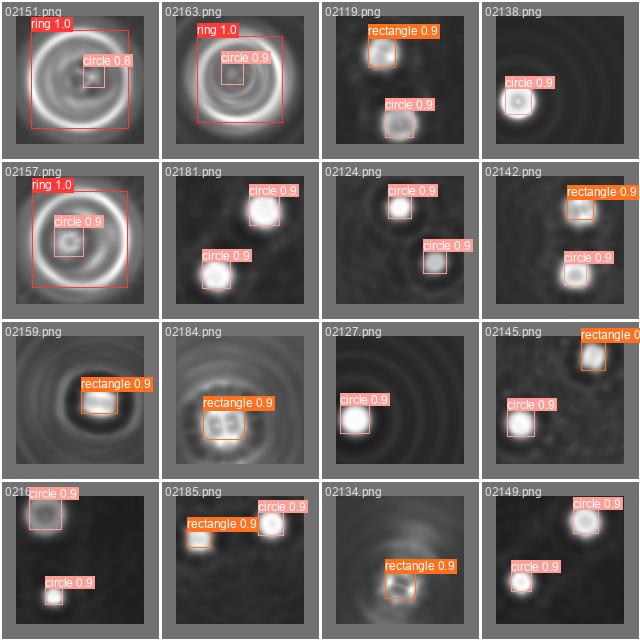 02151.png
ring 1.0
circle 0.8
02163.png
ring 1.0
circle 0.9
02119.png
rectangle 0.9
circle 0.9
02138.png
circle 0.9
02157.png
ring 1.0
circle 0.9
02181.png
circle 0.9
circle 0.9
02124.png
circle 0.9
circle 0.9
02142.png
rectangle 0.9
circle 0.9
02159.png
rectangle 0.9
02184.png
rectangle 0.9
02127.png
circle 0.9
02145.png
rectangle 0.9
circle 0.9
circle 0.9
circle 0.9
02185.png
circle 0.9
rectangle 0.9
02134.png
rectangle 0.9
02149.png
circle 0.9
circle 0.9